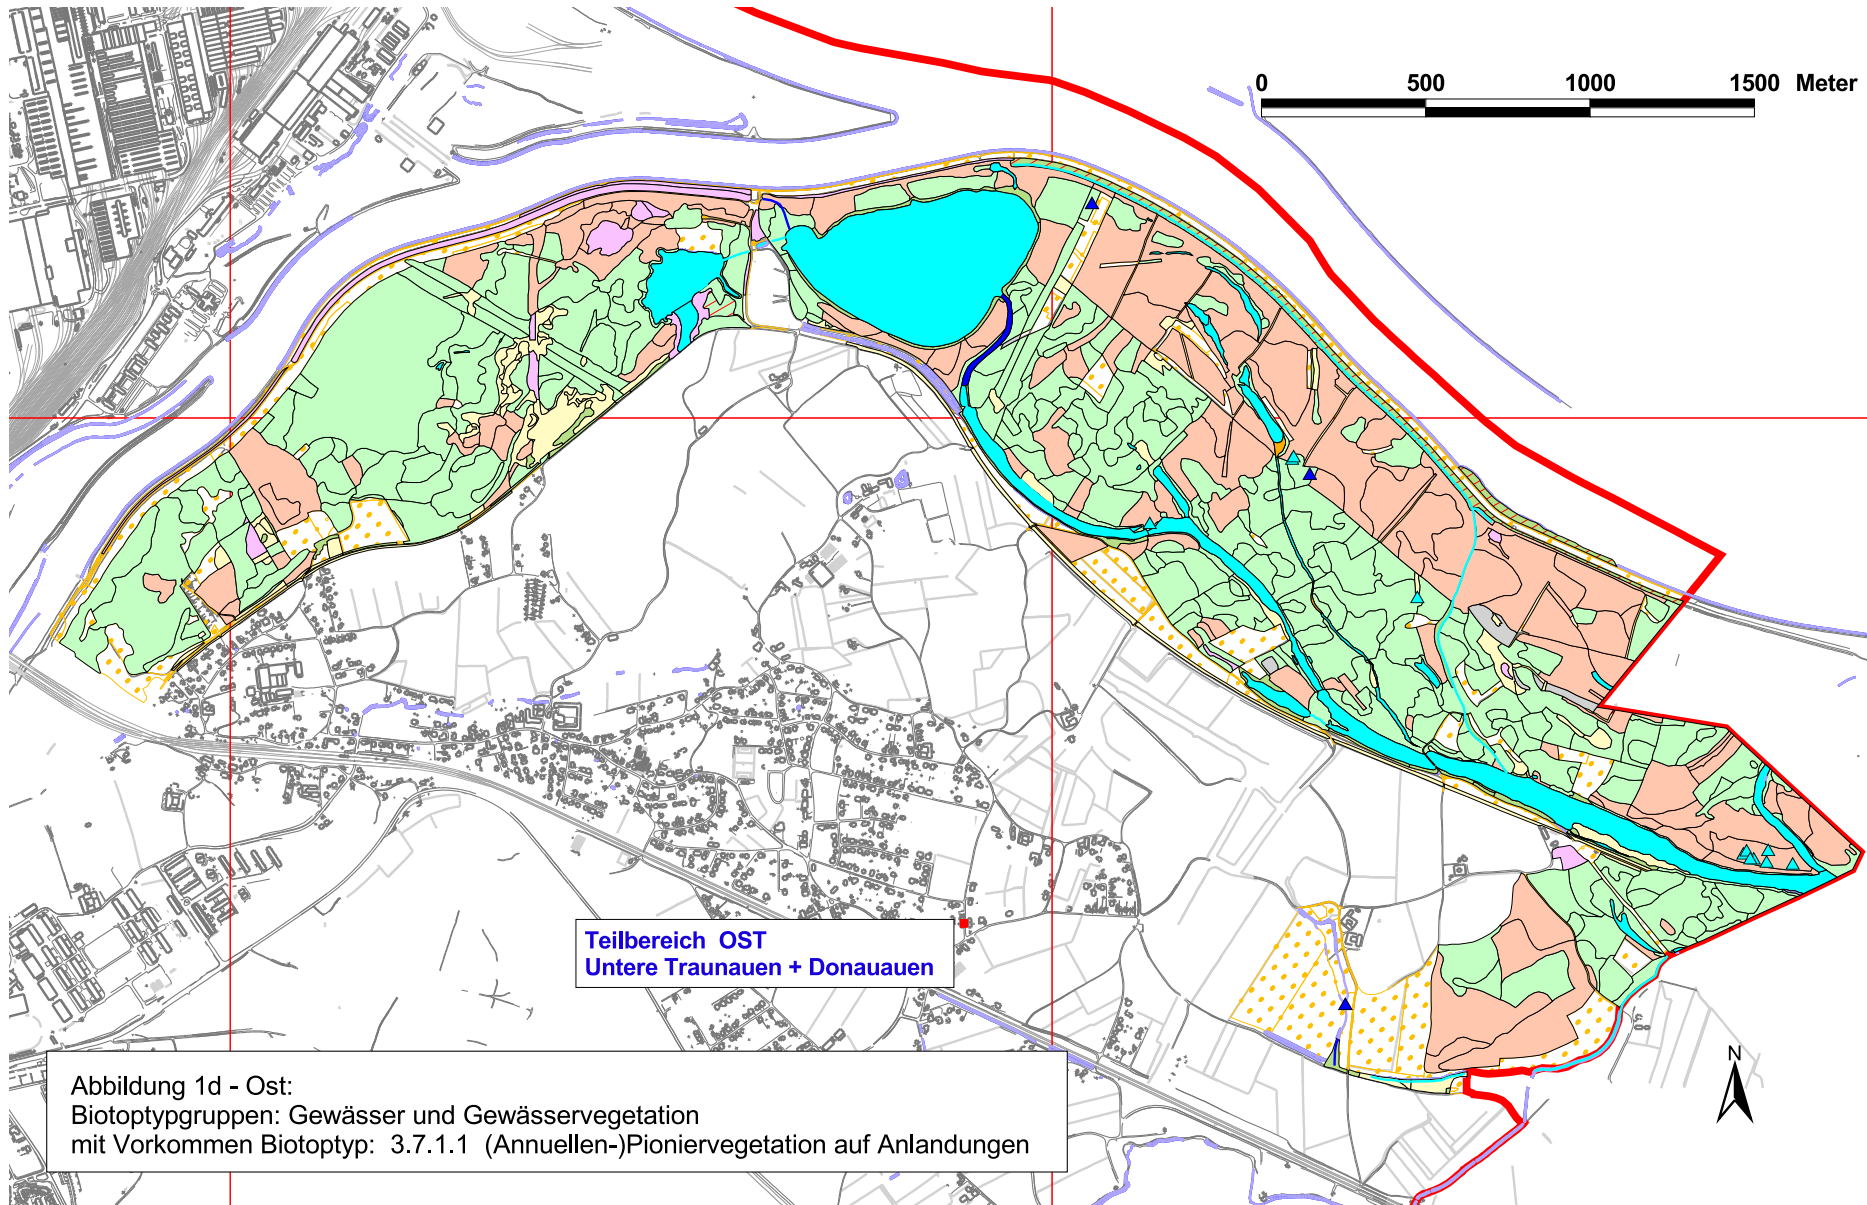 0 500 1000 1500 Meter
Teilbereich OST
Untere Traunauen + Donauauen
Abbildung 1d - Ost:
Biotoptypgruppen: Gewässer und Gewässervegetation
mit Vorkommen Biotoptyp: 3.7.1.1 (Annuellen-)Pioniervegetation auf Anlandungen
N